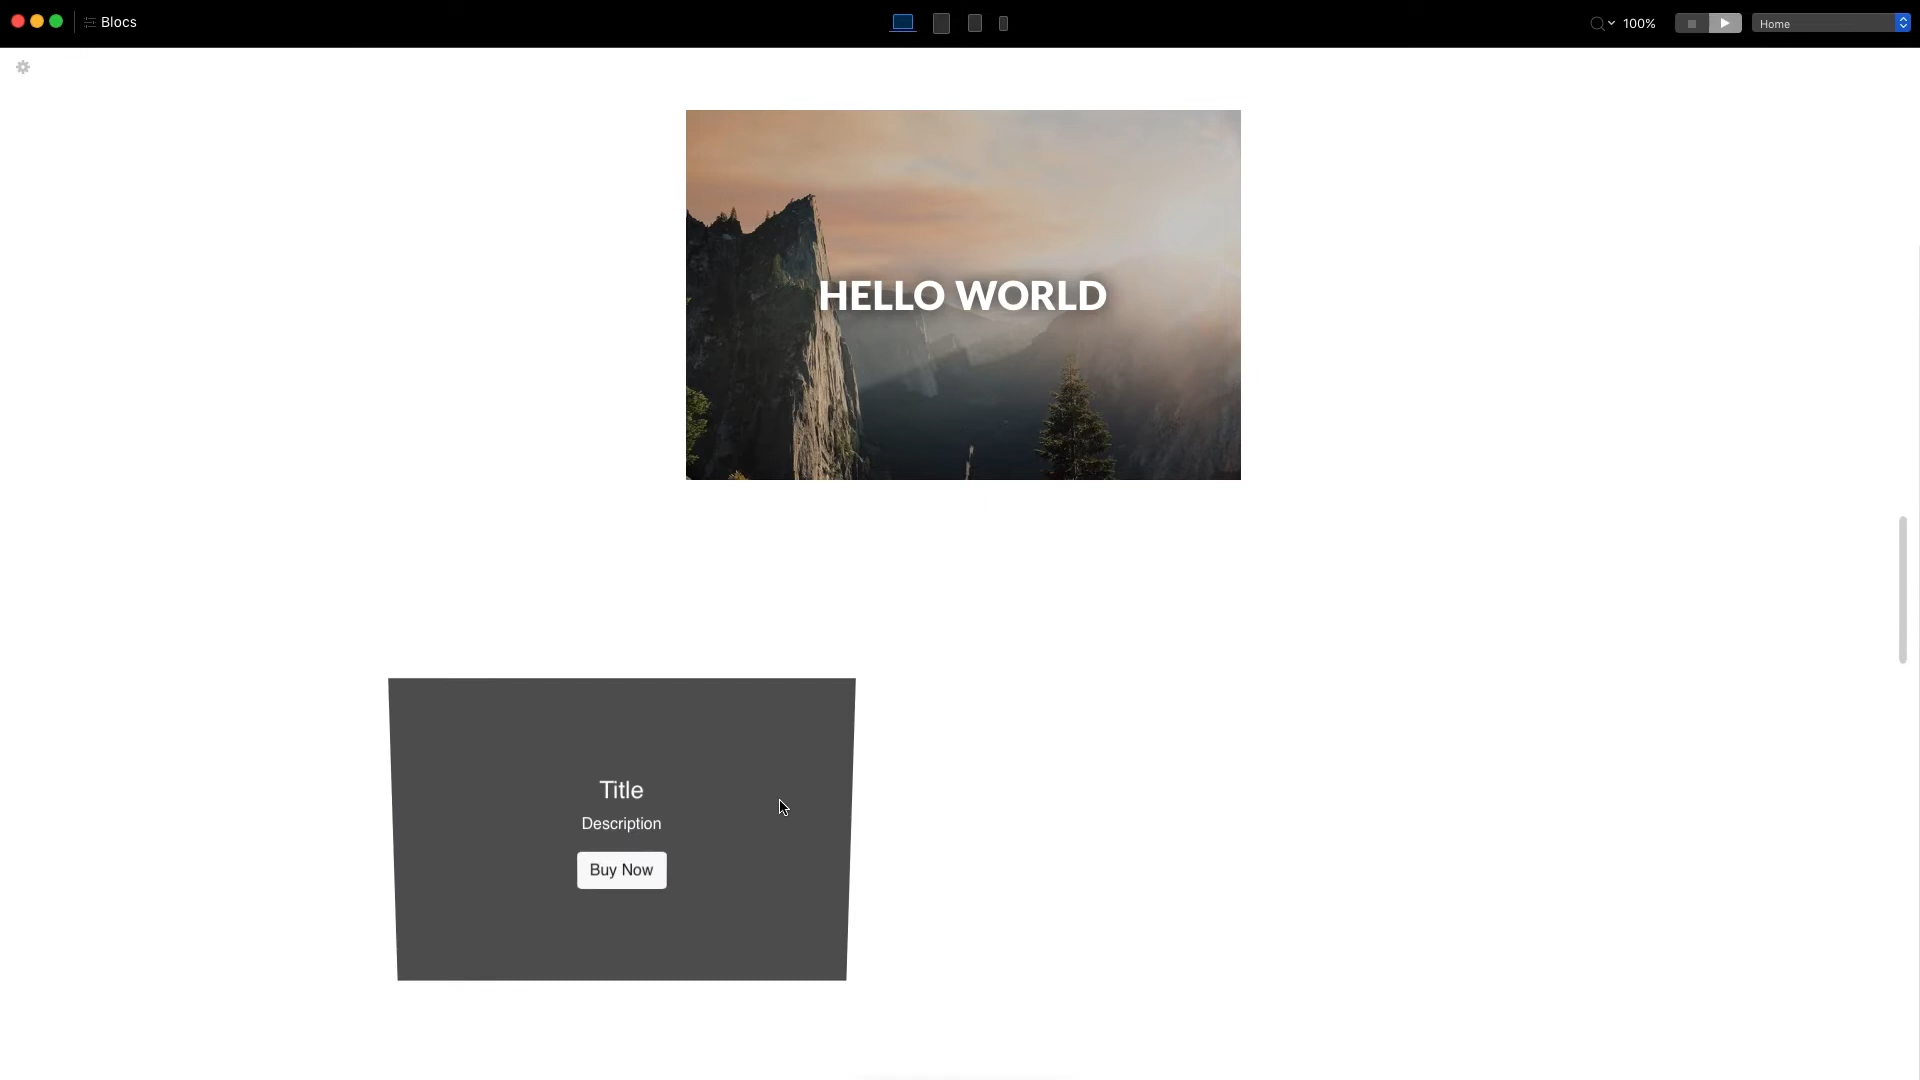 Blocs
100%
Home
HELLO WORLD
Title
Description
Buy Now